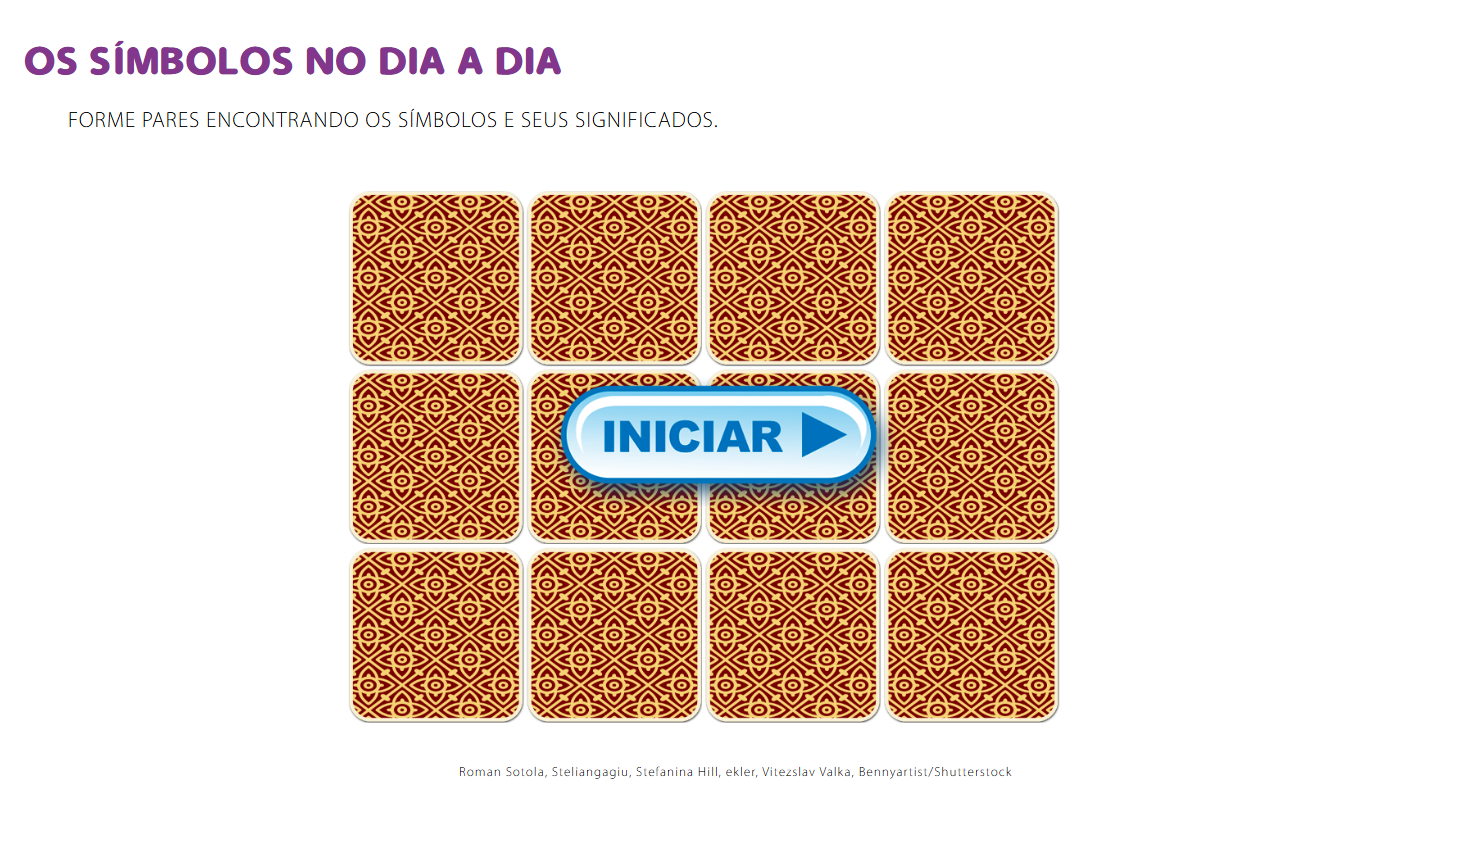 OS SÍMBOLOS NO DIA A DIA
FORME PARES ENCONTRANDO OS SÍMBOLOS E SEUS SIGNIFICADOS.
INICIAR
Roman Sotola, Steliangagiu, Stefanina Hill, ekler, Vitezslav Valka, Bennyartist/Shutterstock